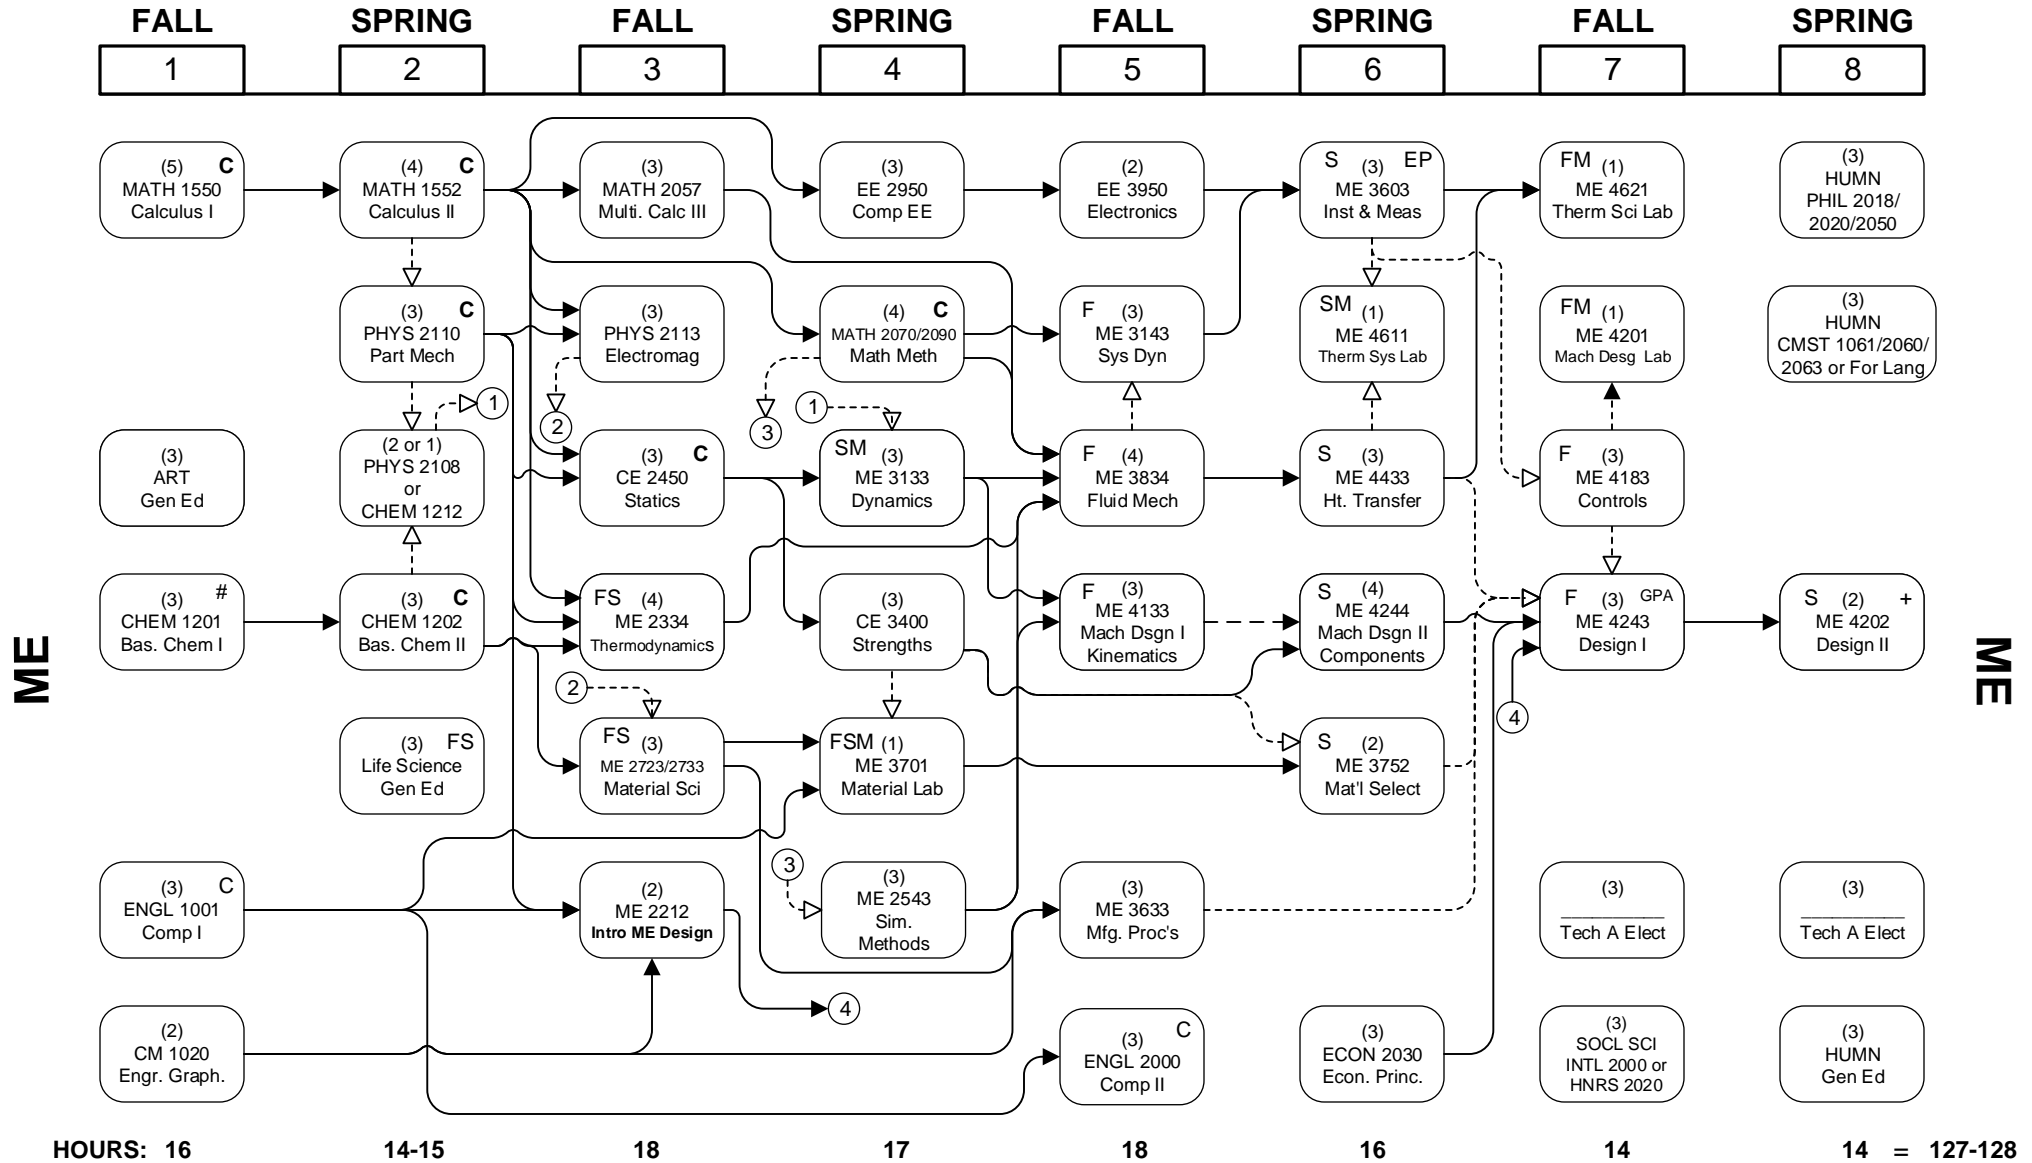 FALL
SPRING
FALL
SPRING
FALL
SPRING
FALL
SPRING
1
2
3
4
5
6
7
8
(5) C
MATH 1550
Calculus I
(4) C
MATH 1552
Calculus II
(3)
MATH 2057
Multi. Calc III
(3)
EE 2950
Comp EE
(2)
EE 3950
Electronics
S (3) EP
ME 3603
Inst & Meas
FM (1)
ME 4621
Therm Sci Lab
(3)
HUMN
PHIL 2018/
2020/2050
(3) C
PHYS 2110
Part Mech
(3)
PHYS 2113
Electromag
(4) C
MATH 2070/2090
Math Meth
F (3)
ME 3143
Sys Dyn
SM (1)
ME 4611
Therm Sys Lab
FM (1)
ME 4201
Mach Desg Lab
(3)
HUMN
CMST 1061/2060/
2063 or For Lang
1
2
3
1
(3)
ART
Gen Ed
(2 or 1)
PHYS 2108
or
CHEM 1212
(3) C
CE 2450
Statics
SM (3)
ME 3133
Dynamics
F (4)
ME 3834
Fluid Mech
S (3)
ME 4433
Ht. Transfer
F (3)
ME 4183
Controls
(3) #
CHEM 1201
Bas. Chem I
(3) C
CHEM 1202
Bas. Chem II
FS (4)
ME 2334
Thermodynamics
(3)
CE 3400
Strengths
F (3)
ME 4133
Mach Dsgn I
Kinematics
S (4)
ME 4244
Mach Dsgn II
Components
F (3) GPA
ME 4243
Design I
S (2) +
ME 4202
Design II
ME
ME
2
4
(3) FS
Life Science
Gen Ed
FS (3)
ME 2723/2733
Material Sci
FSM (1)
ME 3701
Material Lab
S (2)
ME 3752
Mat'l Select
3
(3) C
ENGL 1001
Comp I
(2)
ME 2212
Intro ME Design
(3)
ME 2543
Sim.
Methods
(3)
ME 3633
Mfg. Proc's
(3)
___________
Tech A Elect
(3)
___________
Tech A Elect
4
(2)
CM 1020
Engr. Graph.
(3) C
ENGL 2000
Comp II
(3)
ECON 2030
Econ. Princ.
(3)
SOCL SCI
INTL 2000 or
HNRS 2020
(3)
HUMN
Gen Ed
HOURS: 16 14-15 18 17 18 16 14 14 = 127-128